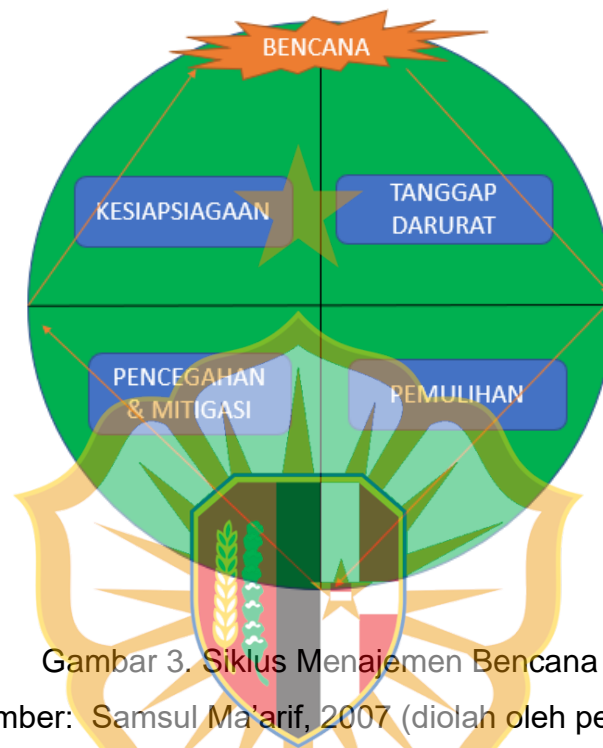 BENCANA
KESIAPSIAGAAN
TANGGAP
DARURAT
PENCEGAHAN
& MITIGASI
PEMULIHAN
Gambar 3. Siklus Menajemen Bencana
mber: Samsul Ma'arif, 2007 (diolah oleh pe